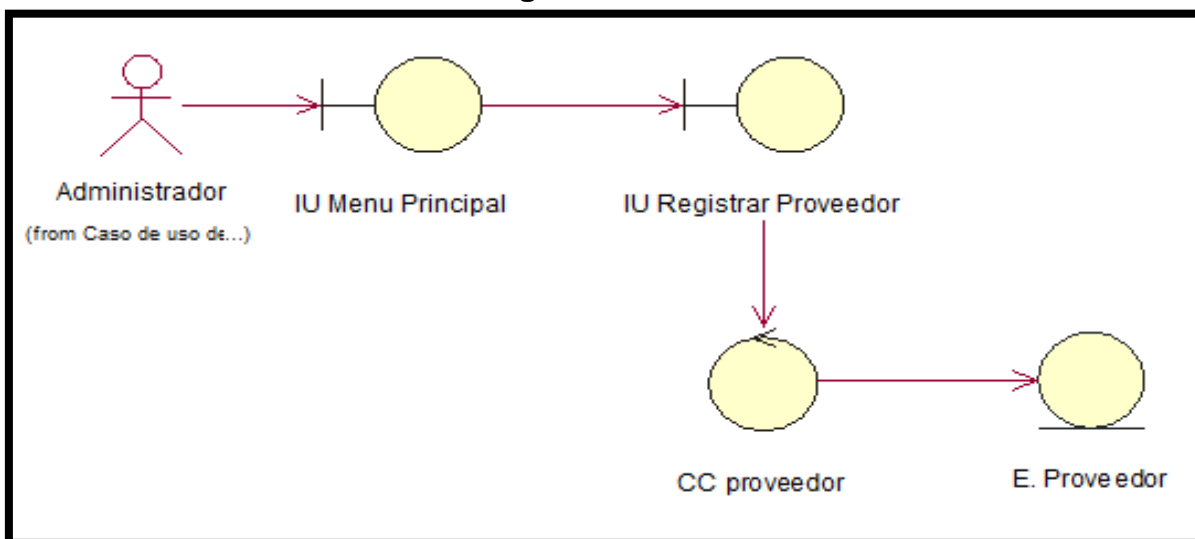 Administrador
(from Caso de uso de...)
IU Menu Principal
IU Registrar Proveedor
CC proveedor
E. Proveedor